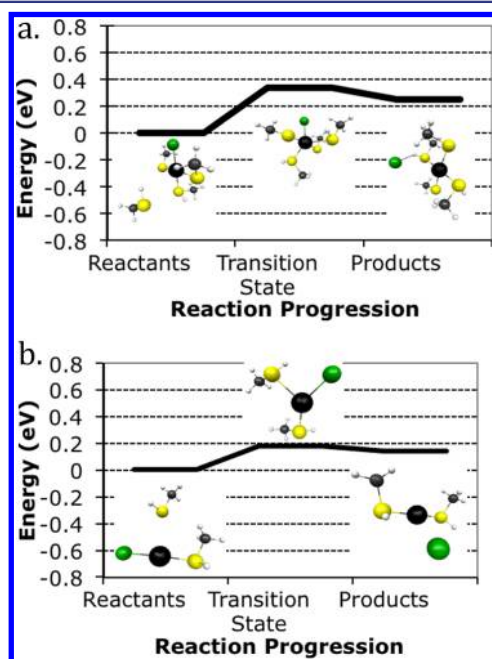 a.
0.8
0.6
0.4
0.2
0
-0.2
-0.4
-0.6
-0.8
Energy (eV)
Reactants Transition Products
State
Reaction Progression
b.
0.8
0.6
0.4
0.2
0
-0.2
-0.4
-0.6
-0.8
Energy (eV)
Reactants Transition Products
State
Reaction Progression